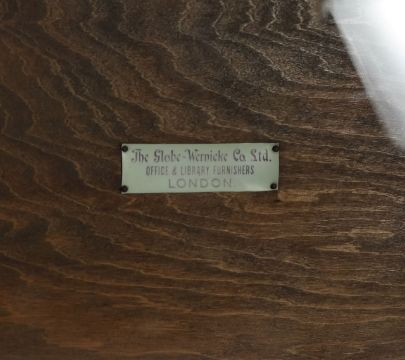 The Globe-Wernicke Co. Ltd.
OFFICE & LIBRARY FURNISHERS
LONDON